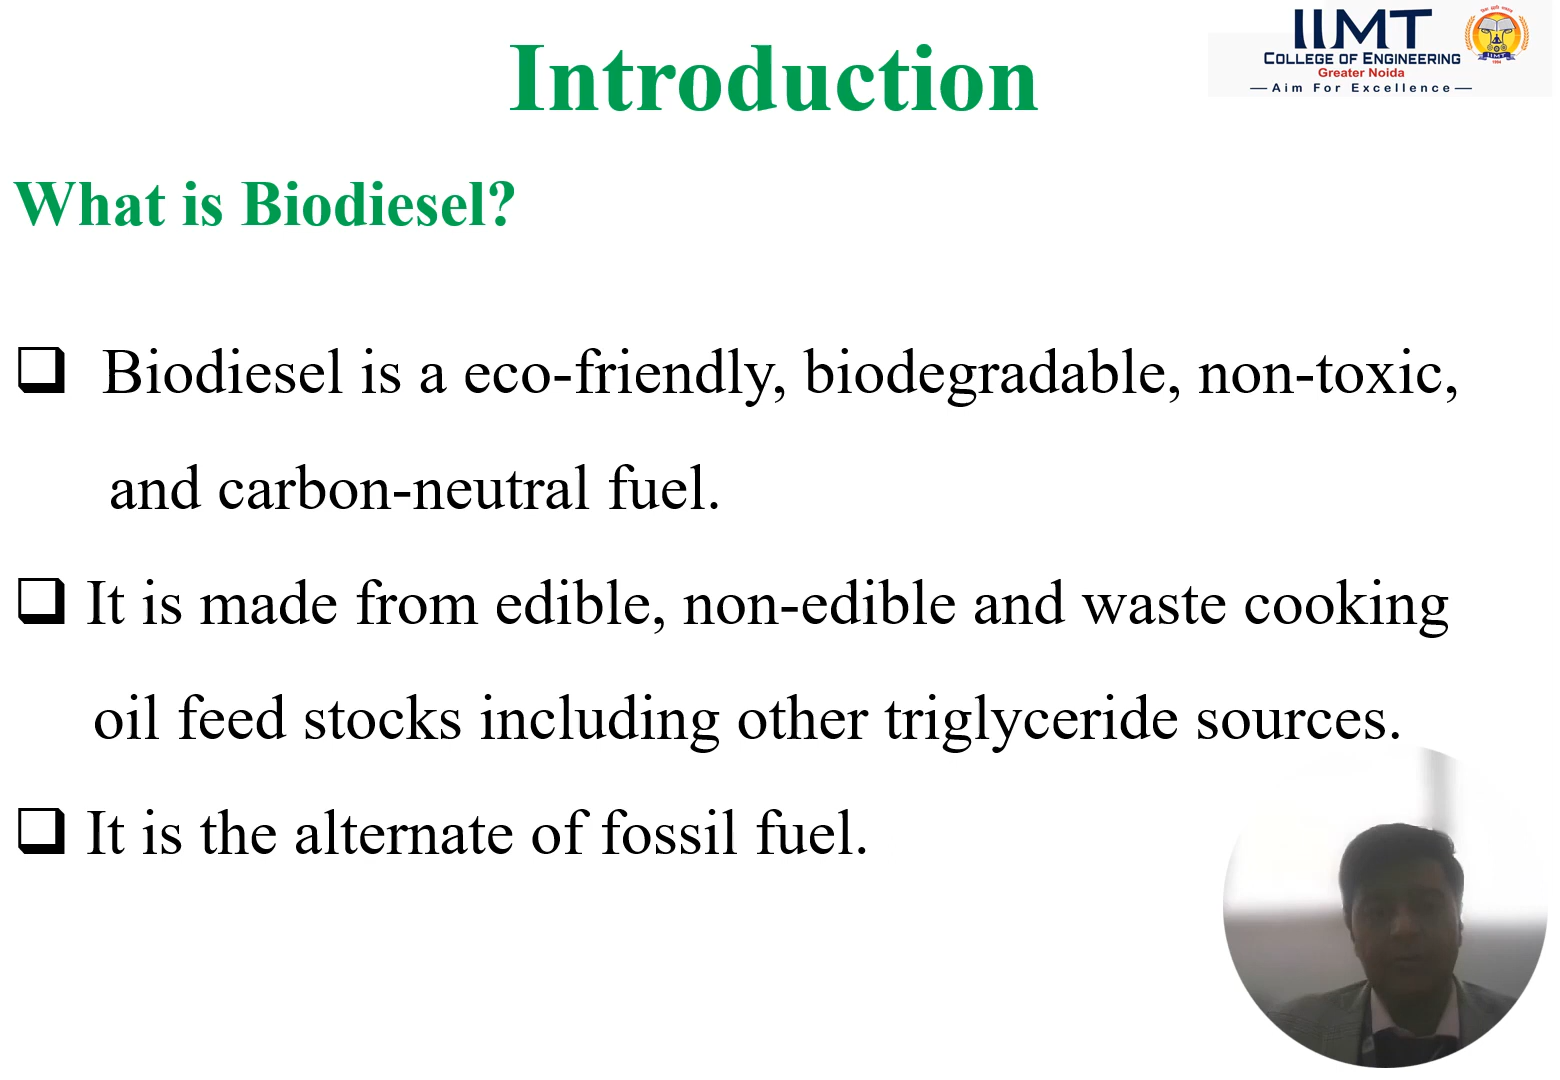 Introduction
IIMT
COLLEGE OF ENGINEERING
Greater Noida
Aim For Excellence
What is Biodiesel?
Biodiesel is a eco-friendly, biodegradable, non-toxic,
and carbon-neutral fuel.
It is made from edible, non-edible and waste cooking
oil feed stocks including other triglyceride sources.
It is the alternate of fossil fuel.